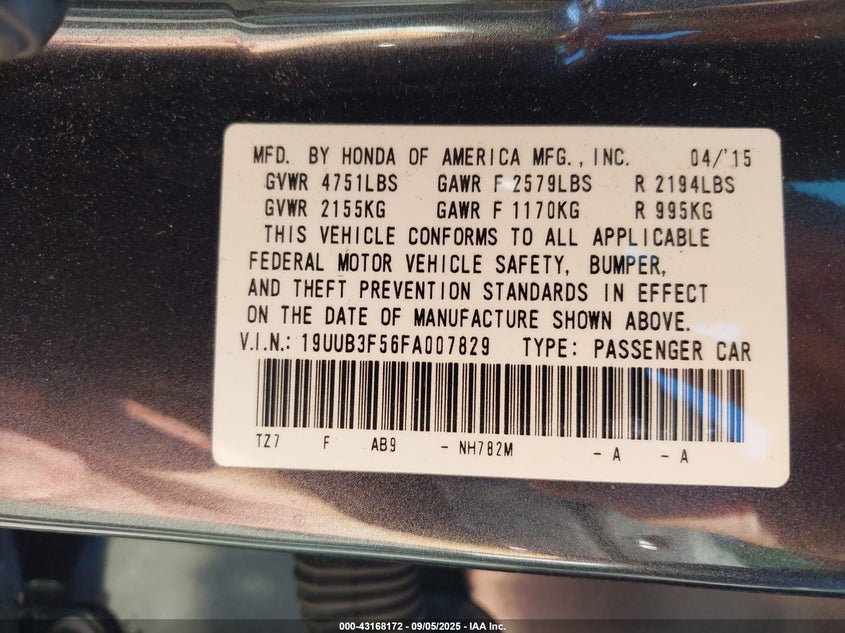 MFD. BY HONDA OF AMERICA MFG., INC. 04/'15
GVWR 4751LBS GAWR F 2579LBS R 2194LBS
GVWR 2155KG GAWR F 1170KG R 995KG
THIS VEHICLE CONFORMS TO ALL APPLICABLE
FEDERAL MOTOR VEHICLE SAFETY, BUMPER,
AND THEFT PREVENTION STANDARDS IN EFFECT
ON THE DATE OF MANUFACTURE SHOWN ABOVE.
V.I.N.: 19UUB3F56FA007829 TYPE: PASSENGER CAR
TZ7 F AB9 - NH782M - A - A
000-43168172 - 09/05/2025 - IAA Inc.